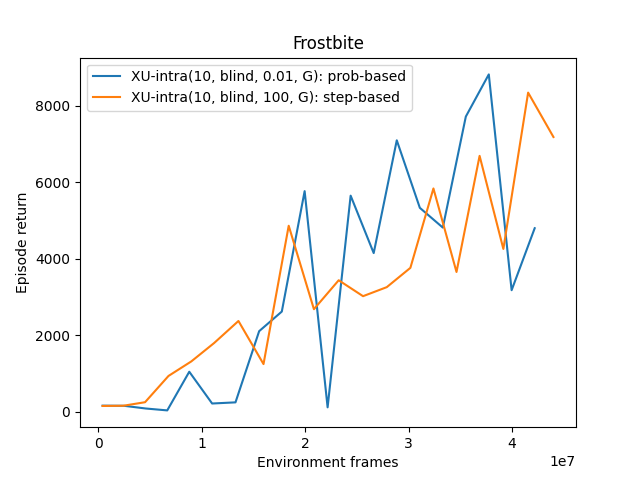 Frostbite
XU-intra(10, blind, 0.01, G): prob-based
XU-intra(10, blind, 100, G): step-based
Episode return
8000
6000
4000
2000
0
0 1 2 3 4
1e7
Environment frames